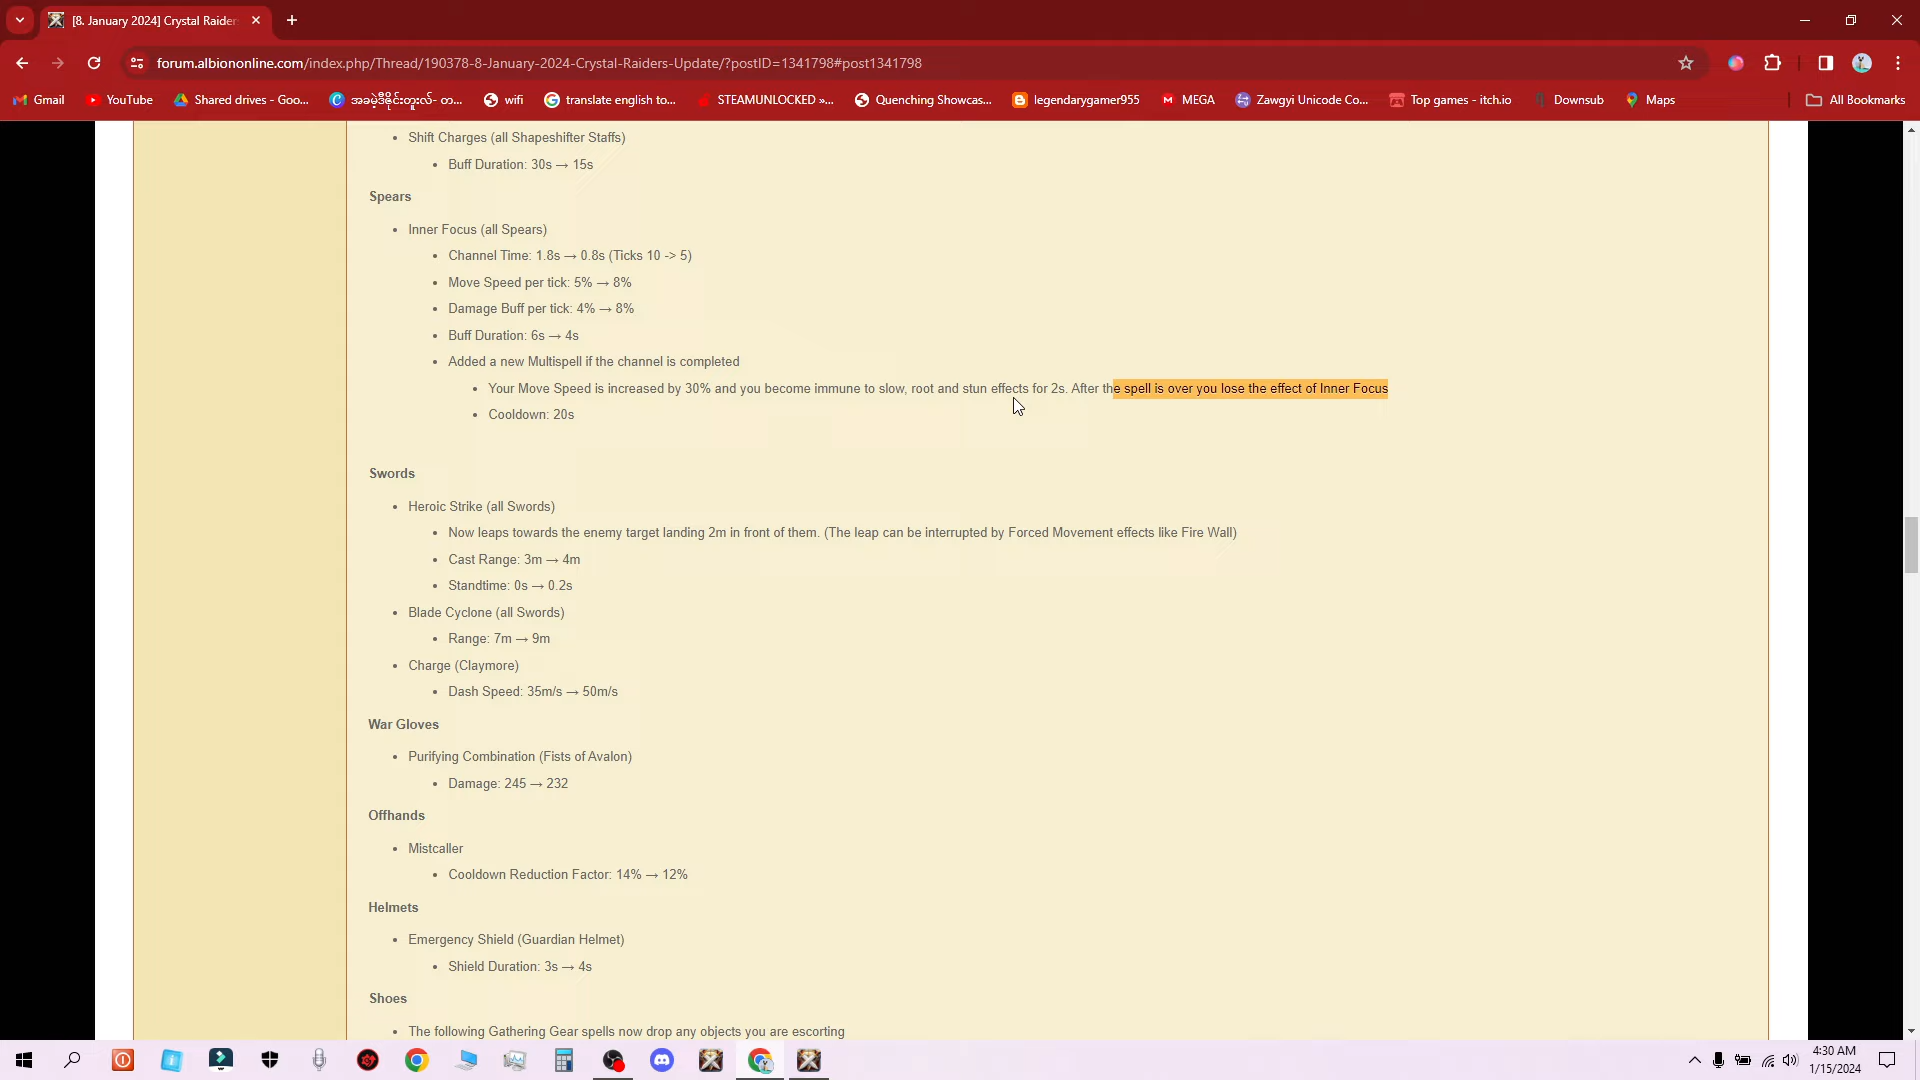 [8. January 2024] Crystal Raider
forum.albiononline.com/index.php/Thread/190378-8-January-2024-Crystal-Raiders-Update/?postID=1341798#post1341798
Gmail
YouTube
Shared drives - Goo...
wifi
translate english to...
STEAMUNLOCKED »...
Quenching Showcas...
legendarygamer955
MEGA
Zawgyi Unicode Co...
Top games - itch.io
Downsub
Maps
All Bookmarks
• Shift Charges (all Shapeshifter Staffs)
• Buff Duration: 30s → 15s
Spears
• Inner Focus (all Spears)
• Channel Time: 1.8s → 0.8s (Ticks 10 -> 5)
• Move Speed per tick: 5% → 8%
• Damage Buff per tick: 4% → 8%
• Buff Duration: 6s → 4s
• Added a new Multispell if the channel is completed
• Your Move Speed is increased by 30% and you become immune to slow, root and stun effects for 2s. After the spell is over you lose the effect of Inner Focus
• Cooldown: 20s
Swords
• Heroic Strike (all Swords)
• Now leaps towards the enemy target landing 2m in front of them. (The leap can be interrupted by Forced Movement effects like Fire Wall)
• Cast Range: 3m → 4m
• Standtime: 0s → 0.2s
• Blade Cyclone (all Swords)
• Range: 7m → 9m
• Charge (Claymore)
• Dash Speed: 35m/s → 50m/s
War Gloves
• Purifying Combination (Fists of Avalon)
• Damage: 245 → 232
Offhands
• Mistcaller
• Cooldown Reduction Factor: 14% → 12%
Helmets
• Emergency Shield (Guardian Helmet)
• Shield Duration: 3s → 4s
Shoes
• The following Gathering Gear spells now drop any objects you are escorting
4:30 AM
1/15/2024